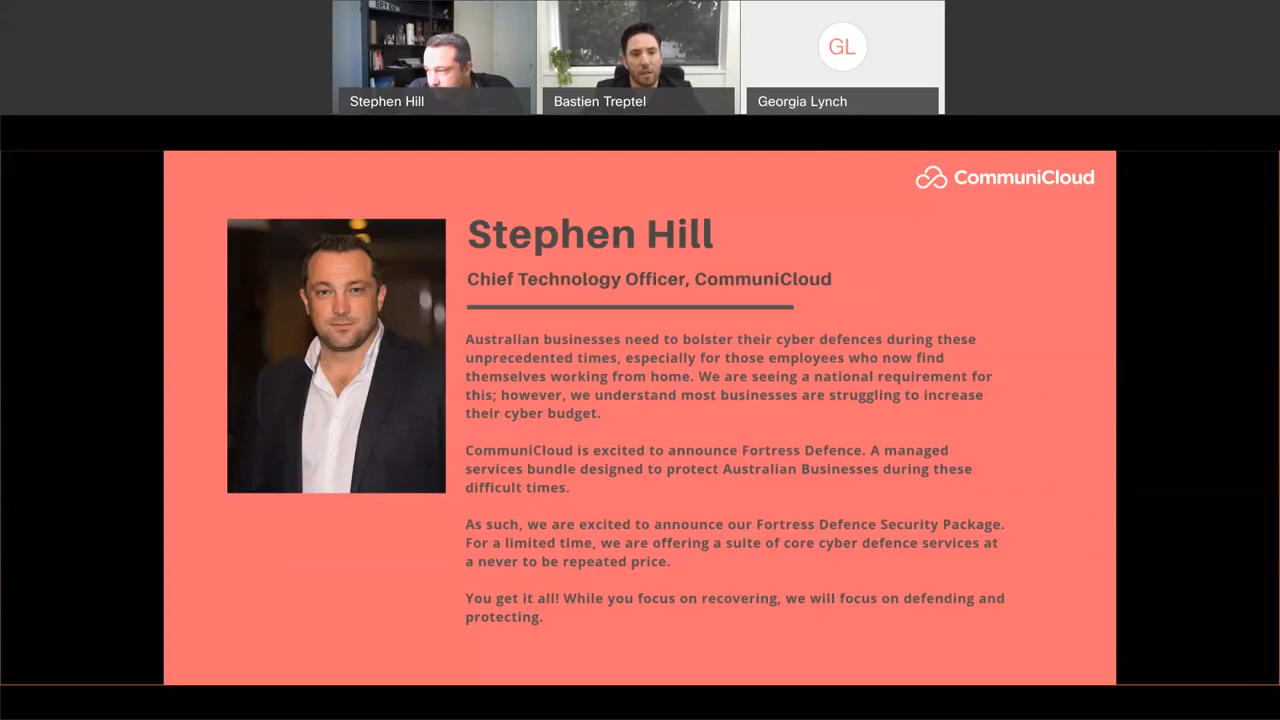 Stephen Hill
Bastien Treptel
GL
Georgia Lynch
CommuniCloud
Stephen Hill
Chief Technology Officer, CommuniCloud
Australian businesses need to bolster their cyber defences during these
unprecedented times, especially for those employees who now find
themselves working from home. We are seeing a national requirement for
this; however, we understand most businesses are struggling to increase
their cyber budget.
CommuniCloud is excited to announce Fortress Defence. A managed
services bundle designed to protect Australian Businesses during these
difficult times.
As such, we are excited to announce our Fortress Defence Security Package.
For a limited time, we are offering a suite of core cyber defence services at
a never to be repeated price.
You get it all! While you focus on recovering, we will focus on defending and
protecting.